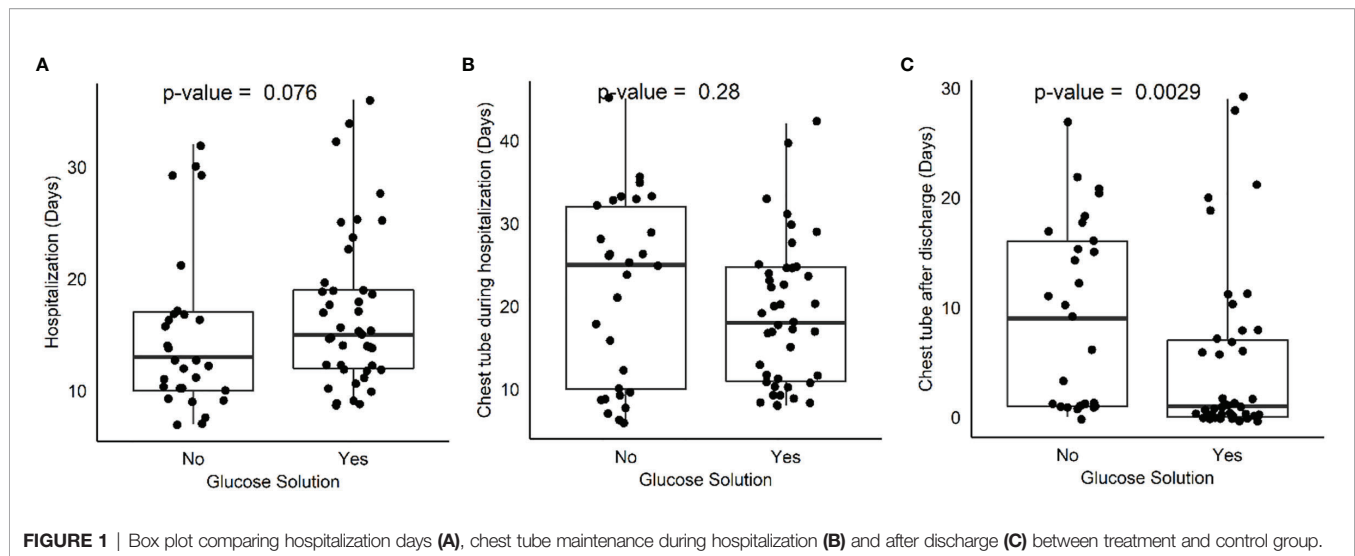 A
p-value = 0.076
Hospitalization (Days)
30
20
10
No Yes
Glucose Solution
B
p-value = 0.28
Chest tube during hospitalization (Days)
40
30
20
10
No Yes
Glucose Solution
C
p-value = 0.0029
Chest tube after discharge (Days)
30
20
10
0
No Yes
Glucose Solution
FIGURE 1 | Box plot comparing hospitalization days (A), chest tube maintenance during hospitalization (B) and after discharge (C) between treatment and control group.